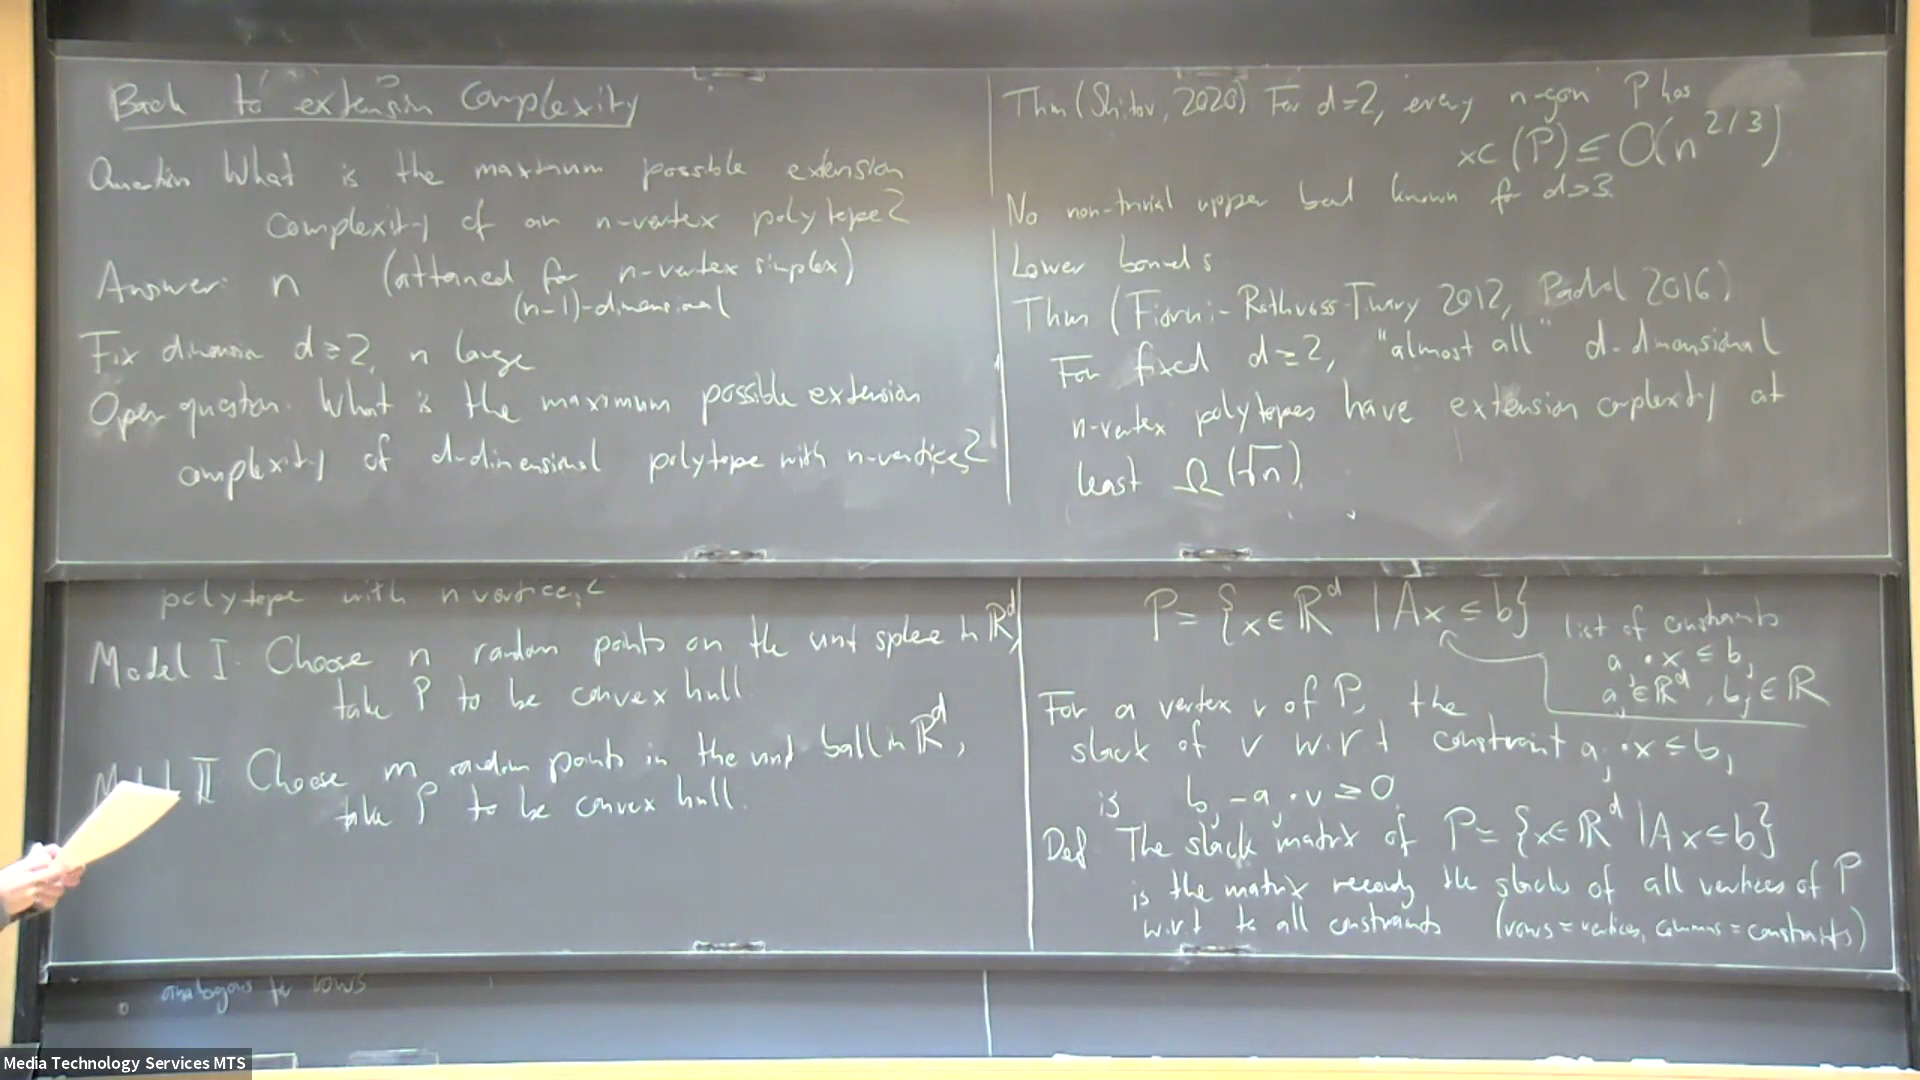 Back to extension complexity
Question What is the maximum possible extension
complexity of an n-vertex polytope?
Answer: n (attained for n-vertex simplex)
(n-1)-dimensional
Fix dimension d≥2, n large
Open question. What is the maximum possible extension
complexity of d-dimensional polytope with n-vertices?
Thm (Shitov, 2020) For d=2, every n-gon P has
xc(P) ≤ O(n^{2/3})
No non-trivial upper bd known for d≥3
Lower bounds
Thm (Fiorini-Rothvoss-Tiwary 2012, Padrol 2016)
For fixed d≥2, "almost all" d-dimensional
n-vertex polytopes have extension complexity at
least Ω(√n).
polytope with n vertices?
Model I. Choose n random points on the unit sphere in ℝ^d,
take P to be convex hull
Model II Choose m random points in the unit ball in ℝ^d,
take P to be convex hull.
P = {x∈ℝ^d | Ax ≤ b}
list of constraints
a_j · x ≤ b_j
a_j ∈ ℝ^d, b_j ∈ ℝ
For a vertex v of P, the
slack of v w.r.t constraint a_j · x ≤ b_j
is b_j - a_j · v ≥ 0
Def The slack matrix of P = {x∈ℝ^d | Ax ≤ b}
is the matrix recording the slacks of all vertices of P
w.r.t to all constraints (rows = vertices, columns = constraints)
analogous for rows
Media Technology Services MTS